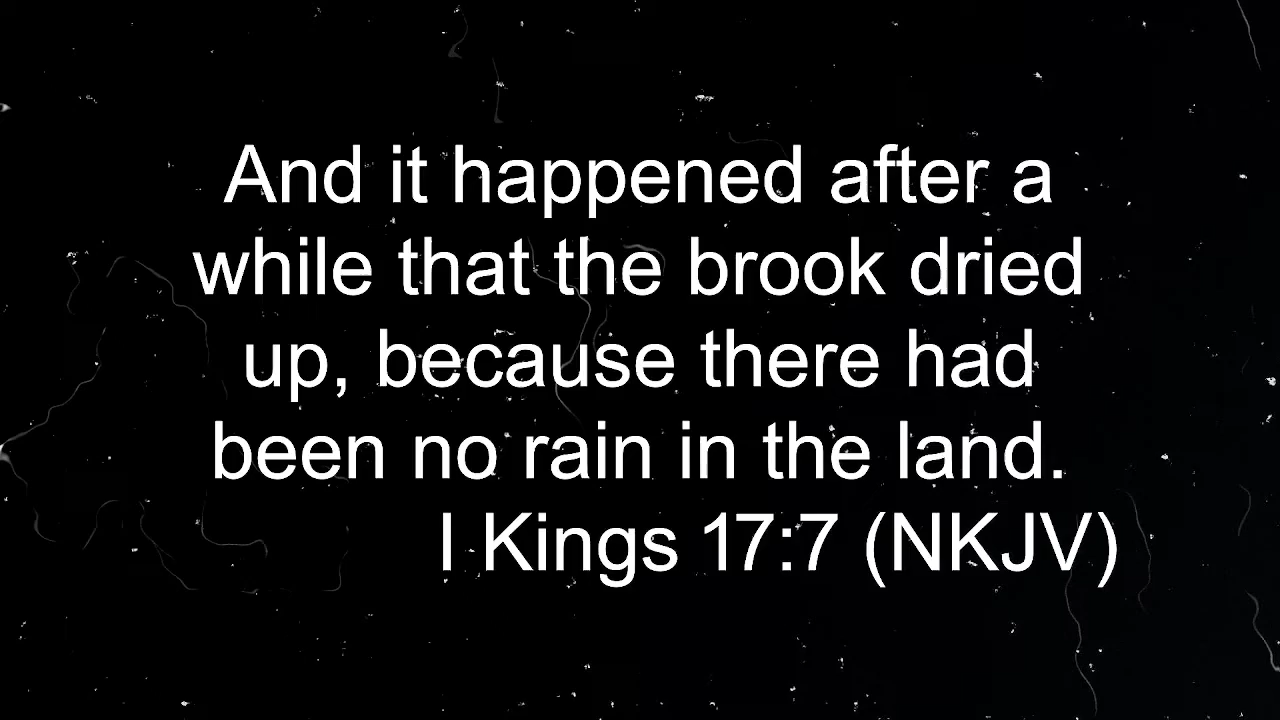 And it happened after a
while that the brook dried
up, because there had
been no rain in the land.
I Kings 17:7 (NKJV)